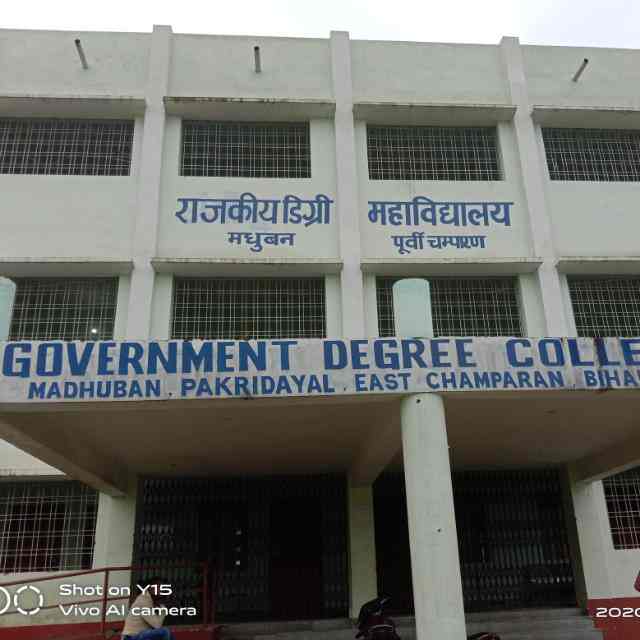 राजकीय डिग्री महाविद्यालय
मधुबन पूर्वी चम्पारण
GOVERNMENT DEGREE COLLE
MADHUBAN, PAKRIDAYAL, EAST CHAMPARAN, BIHA
Shot on Y15
Vivo AI camera
2020